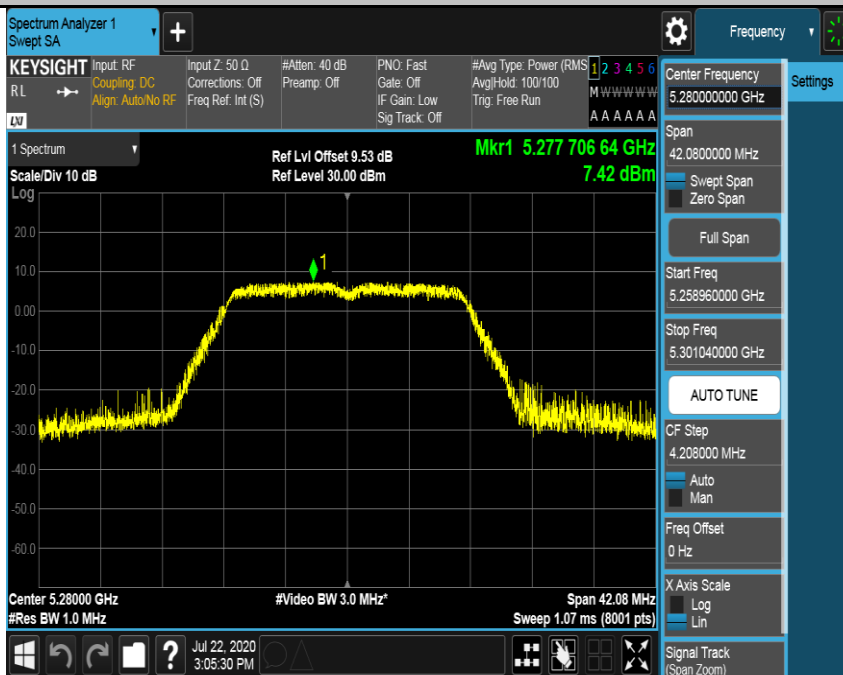 Spectrum Analyzer 1
Swept SA
+
Frequency
KEYSIGHT
RL
LXI
Input: RF
Coupling: DC
Align: Auto/No RF
Input Z: 50 Ω
Corrections: Off
Freq Ref: Int (S)
#Atten: 40 dB
Preamp: Off
PNO: Fast
Gate: Off
IF Gain: Low
Sig Track: Off
#Avg Type: Power (RMS
Avg|Hold: 100/100
Trig: Free Run
1 2 3 4 5 6
M W W W W W
A A A A A A
1 Spectrum
Scale/Div 10 dB
Log
Ref Lvl Offset 9.53 dB
Ref Level 30.00 dBm
Mkr1 5.277 706 64 GHz
7.42 dBm
20.0
10.0
0.00
-10.0
-20.0
-30.0
-40.0
-50.0
-60.0
1
Center 5.28000 GHz
#Res BW 1.0 MHz
#Video BW 3.0 MHz*
Span 42.08 MHz
Sweep 1.07 ms (8001 pts)
?
Jul 22, 2020
3:05:30 PM
Center Frequency
5.280000000 GHz
Settings
Span
42.0800000 MHz
Swept Span
Zero Span
Full Span
Start Freq
5.258960000 GHz
Stop Freq
5.301040000 GHz
AUTO TUNE
CF Step
4.208000 MHz
Auto
Man
Freq Offset
0 Hz
X Axis Scale
Log
Lin
Signal Track
(Span Zoom)